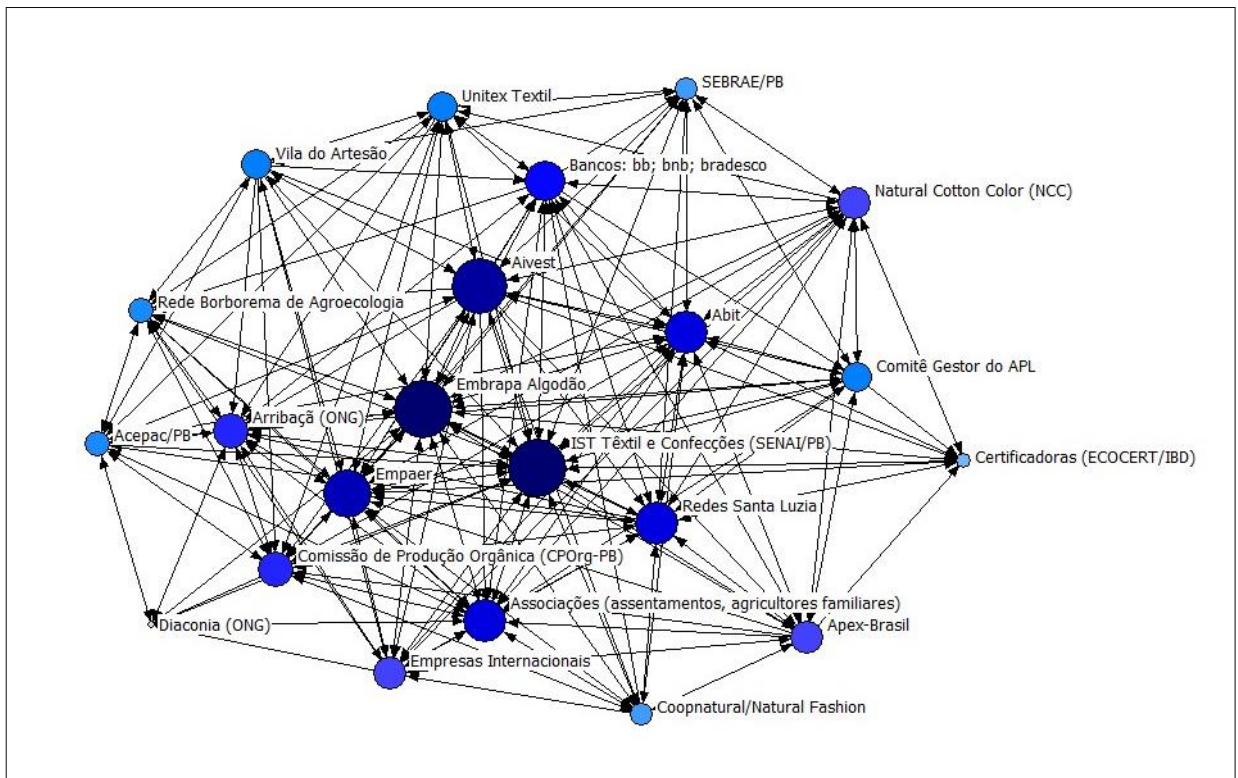 SEBRAE/PB
Unitex Textil
Vila do Artesão
Bancos: bb; bnb; bradesco
Natural Cotton Color (NCC)
Aivest
Rede Borborema de Agroecologia
Abit
Comitê Gestor do APL
Embrapa Algodão
Arribaçã (ONG)
Acepac/PB
IST Têxtil e Confecções (SENAI/PB)
Certificadoras (ECOCERT/IBD)
Empaer
Redes Santa Luzia
Comissão de Produção Orgânica (CPOrg-PB)
Associações (assentamentos, agricultores familiares)
Diaconia (ONG)
Apex-Brasil
Empresas Internacionais
Coopnatural/Natural Fashion